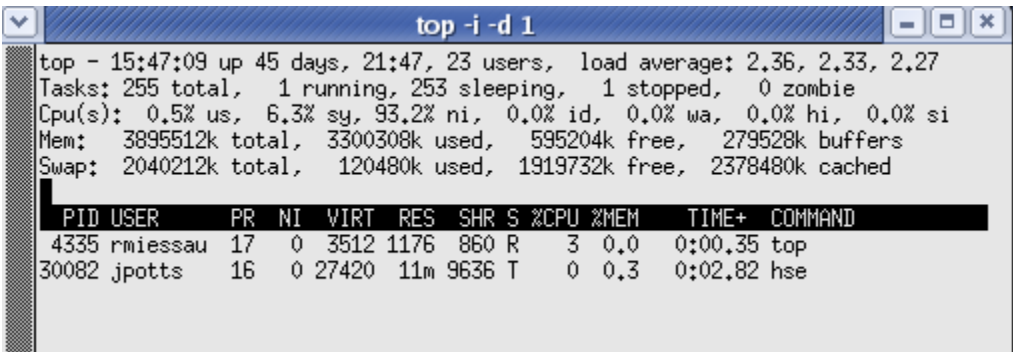 top -i -d 1
top - 15:47:09 up 45 days, 21:47, 23 users,  load average: 2.36, 2.33, 2.27
Tasks: 255 total,   1 running, 253 sleeping,   1 stopped,   0 zombie
Cpu(s):  0.5% us,  6.3% sy, 93.2% ni,  0.0% id,  0.0% wa,  0.0% hi,  0.0% si
Mem:   3895512k total,  3300308k used,   595204k free,   279528k buffers
Swap:  2040212k total,   120480k used,  1919732k free,  2378480k cached
  PID USER      PR  NI  VIRT  RES  SHR S %CPU %MEM    TIME+  COMMAND
 4335 rmiessau  17   0  3512 1176  860 R    3  0.0   0:00.35 top
30082 jpotts    16   0 27420  11m 9636 T    0  0.3   0:02.82 hse